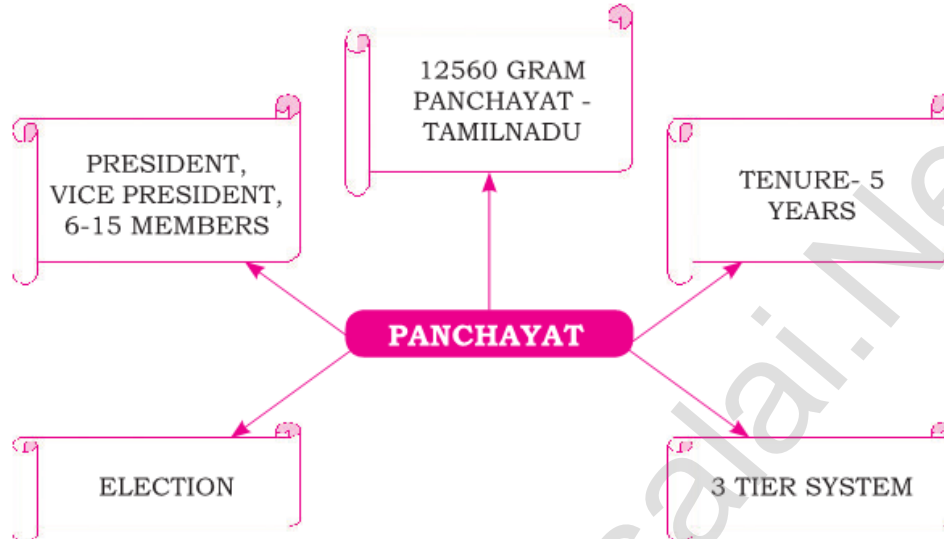 12560 GRAM
PANCHAYAT -
TAMILNADU
PRESIDENT,
VICE PRESIDENT,
6-15 MEMBERS
TENURE- 5
YEARS
PANCHAYAT
ELECTION
3 TIER SYSTEM